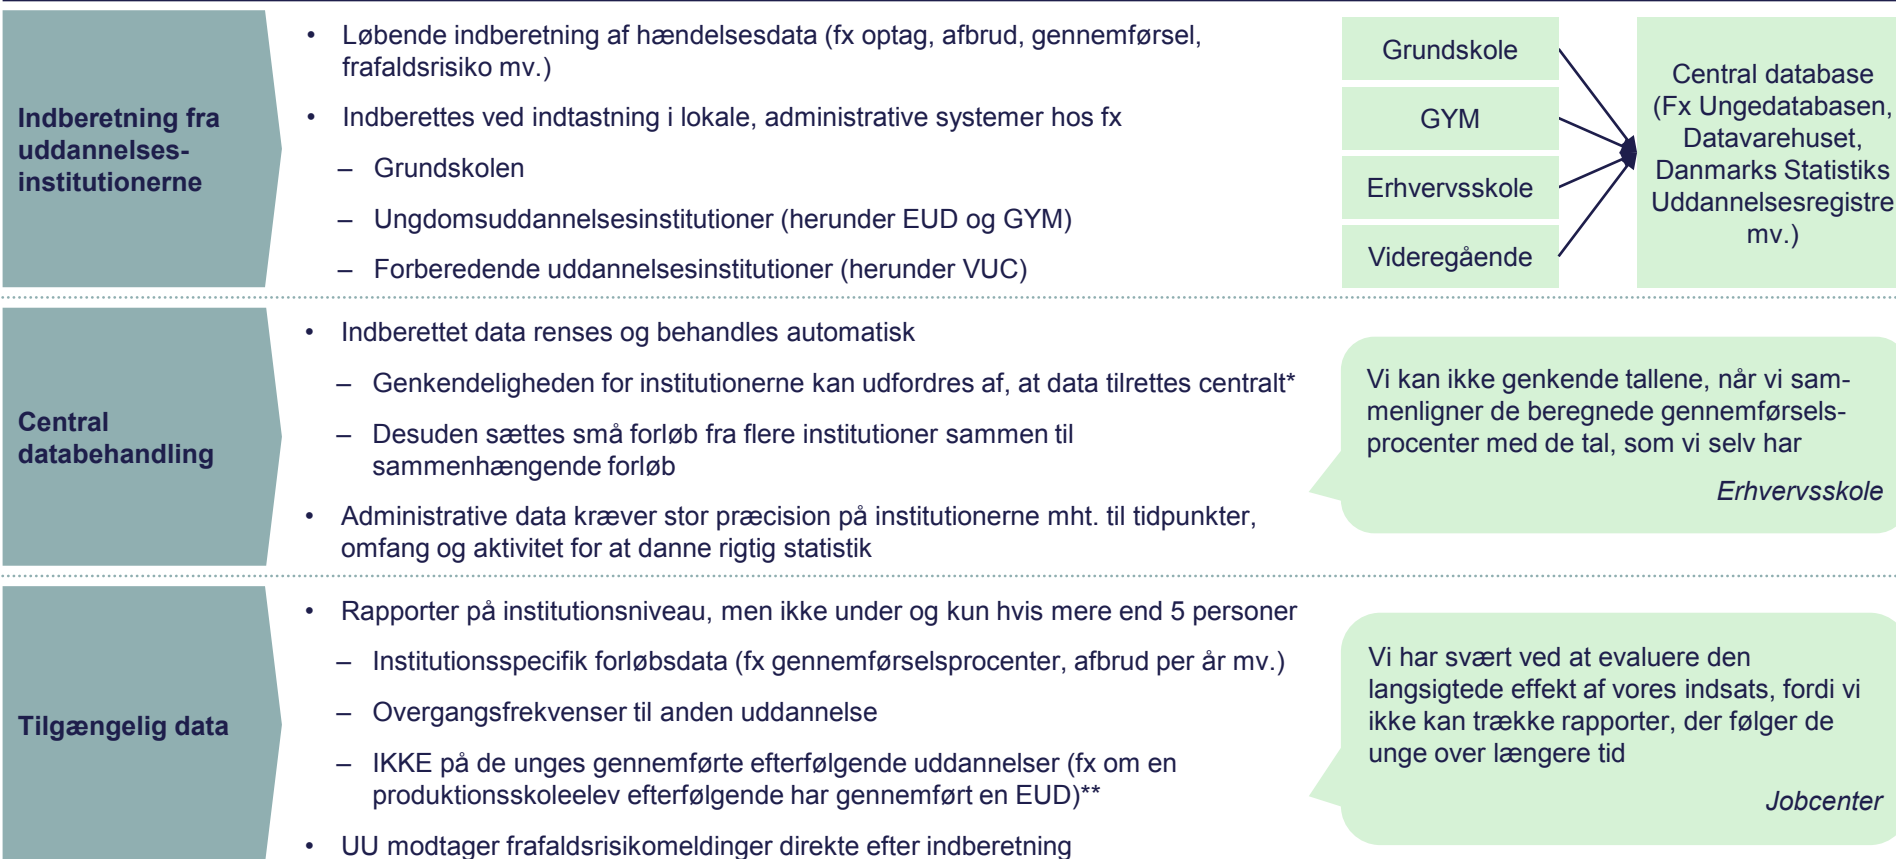 Indberetning fra
uddannelses-
institutionerne
• Løbende indberetning af hændelsesdata (fx optag, afbrud, gennemførsel,
frafaldsrisiko mv.)
• Indberettes ved indtastning i lokale, administrative systemer hos fx
– Grundskolen
– Ungdomsuddannelsesinstitutioner (herunder EUD og GYM)
– Forberedende uddannelsesinstitutioner (herunder VUC)
Grundskole
GYM
Erhvervsskole
Videregående
Central database
(Fx Ungedatabasen,
Datavarehuset,
Danmarks Statistiks
Uddannelsesregistre
mv.)
Central
databehandling
• Indberettet data renses og behandles automatisk
– Genkendeligheden for institutionerne kan udfordres af, at data tilrettes centralt*
– Desuden sættes små forløb fra flere institutioner sammen til
sammenhængende forløb
• Administrative data kræver stor præcision på institutionerne mht. til tidpunkter,
omfang og aktivitet for at danne rigtig statistik
Vi kan ikke genkende tallene, når vi sam-
menligner de beregnede gennemførsels-
procenter med de tal, som vi selv har
Erhvervsskole
Tilgængelig data
• Rapporter på institutionsniveau, men ikke under og kun hvis mere end 5 personer
– Institutionsspecifik forløbsdata (fx gennemførselsprocenter, afbrud per år mv.)
– Overgangsfrekvenser til anden uddannelse
– IKKE på de unges gennemførte efterfølgende uddannelser (fx om en
produktionsskoleelev efterfølgende har gennemført en EUD)**
• UU modtager frafaldsrisikomeldinger direkte efter indberetning
Vi har svært ved at evaluere den
langsigtede effekt af vores indsats, fordi vi
ikke kan trække rapporter, der følger de
unge over længere tid
Jobcenter